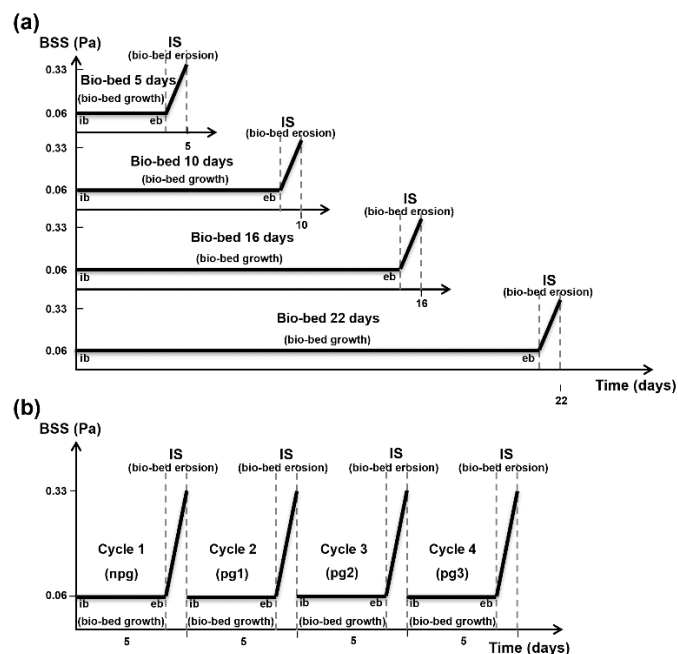 (a)
BSS (Pa)
IS
(bio-bed erosion)
0.33
Bio-bed 5 days
(bio-bed growth)
0.06
ib
eb
5
IS
(bio-bed erosion)
0.33
Bio-bed 10 days
(bio-bed growth)
0.06
ib
eb
10
IS
(bio-bed erosion)
0.33
Bio-bed 16 days
(bio-bed growth)
0.06
ib
eb
16
IS
(bio-bed erosion)
0.33
Bio-bed 22 days
(bio-bed growth)
0.06
ib
eb
Time (days)
22
(b)
BSS (Pa)
IS IS IS IS
(bio-bed erosion) (bio-bed erosion) (bio-bed erosion) (bio-bed erosion)
0.33
Cycle 1 Cycle 2 Cycle 3 Cycle 4
(npg) (pg1) (pg2) (pg3)
0.06
ib eb ib eb ib eb ib eb
(bio-bed growth) (bio-bed growth) (bio-bed growth) (bio-bed growth)
5 5 5 5
Time (days)